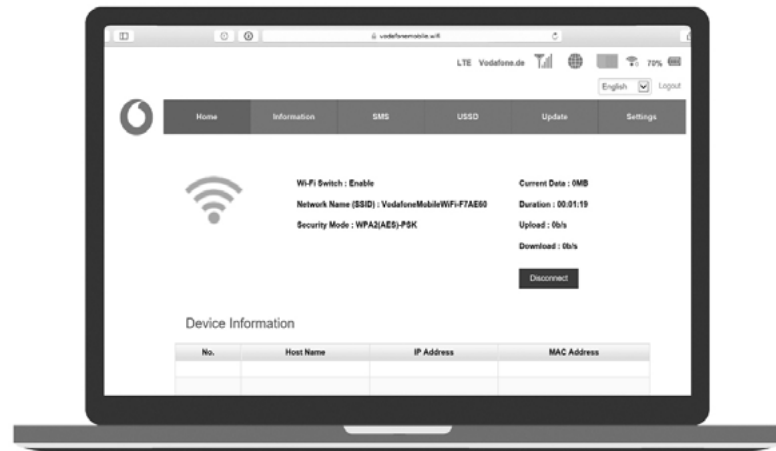 vodafonemobile.wifi
LTE Vodafone.de 70%
English Logout
Home Information SMS USSD Update Settings
Wi-Fi Switch : Enable
Network Name (SSID) : VodafoneMobileWiFi-F7AE60
Security Mode : WPA2(AES)-PSK
Current Data : 0MB
Duration : 00:01:19
Upload : 0b/s
Download : 0b/s
Disconnect
Device Information
No. Host Name IP Address MAC Address